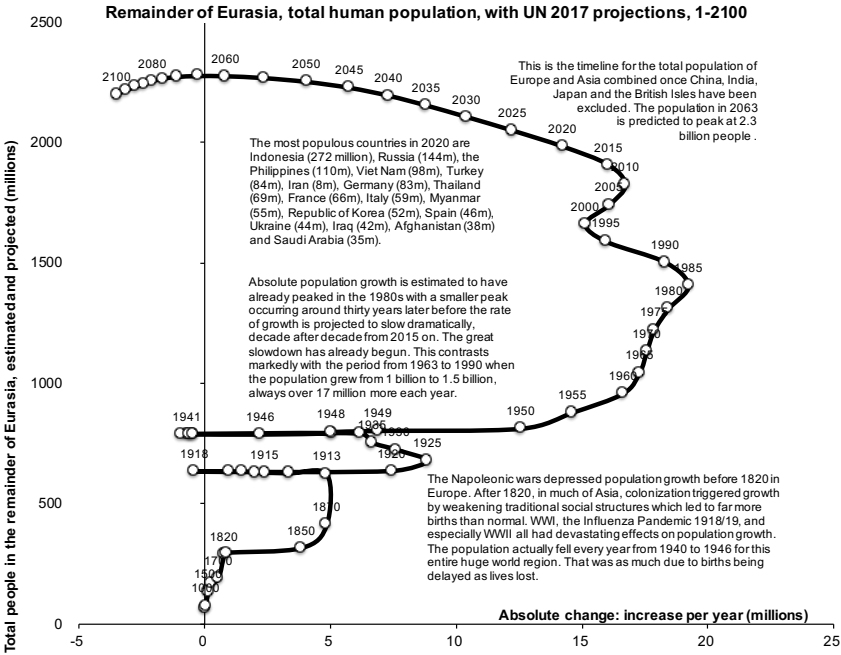 Remainder of Eurasia, total human population, with UN 2017 projections, 1-2100
Total people in the remainder of Eurasia, estimatedand projected (millions)
2500
2000
1500
1000
500
0
2100
2080
2060
2050
2045
2040
2035
2030
2025
2020
2015
2010
2005
2000
1995
1990
1985
1980
1975
1970
1965
1960
1955
1950
1949
1948
1946
1941
1935
1930
1925
1920
1913
1915
1918
1870
1850
1820
1700
1500
1000
This is the timeline for the total population of
Europe and Asia combined once China, India,
Japan and the British Isles have been
excluded. The population in 2063
is predicted to peak at 2.3
billion people .
The most populous countries in 2020 are
Indonesia (272 million), Russia (144m), the
Philippines (110m), Viet Nam (98m), Turkey
(84m), Iran (8m), Germany (83m), Thailand
(69m), France (66m), Italy (59m), Myanmar
(55m), Republic of Korea (52m), Spain (46m),
Ukraine (44m), Iraq (42m), Afghanistan (38m)
and Saudi Arabia (35m).
Absolute population growth is estimated to have
already peaked in the 1980s with a smaller peak
occurring around thirty years later before the rate
of growth is projected to slow dramatically,
decade after decade from 2015 on. The great
slowdown has already begun. This contrasts
markedly with the period from 1963 to 1990 when
the population grew from 1 billion to 1.5 billion,
always over 17 million more each year.
The Napoleonic wars depressed population growth before 1820 in
Europe. After 1820, in much of Asia, colonization triggered growth
by weakening traditional social structures which led to far more
births than normal. WWI, the Influenza Pandemic 1918/19, and
especially WWII all had devastating effects on population growth.
The population actually fell every year from 1940 to 1946 for this
entire huge world region. That was as much due to births being
delayed as lives lost.
Absolute change: increase per year (millions)
-5
0
5
10
15
20
25